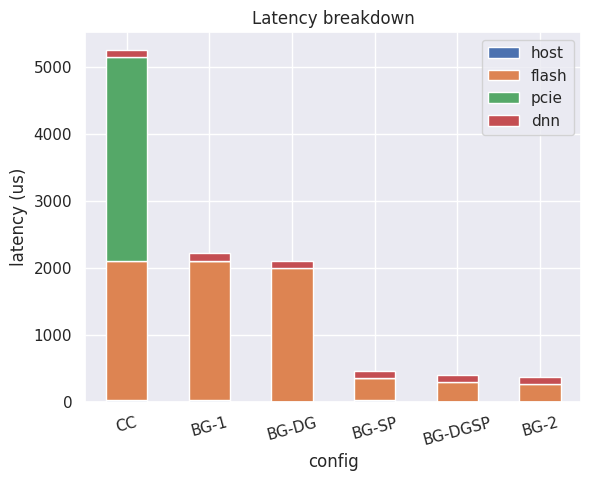 Latency breakdown
host
flash
pcie
dnn
5000
4000
3000
2000
1000
0
latency (us)
CC
BG-1
BG-DG
BG-SP
BG-DGSP
BG-2
config